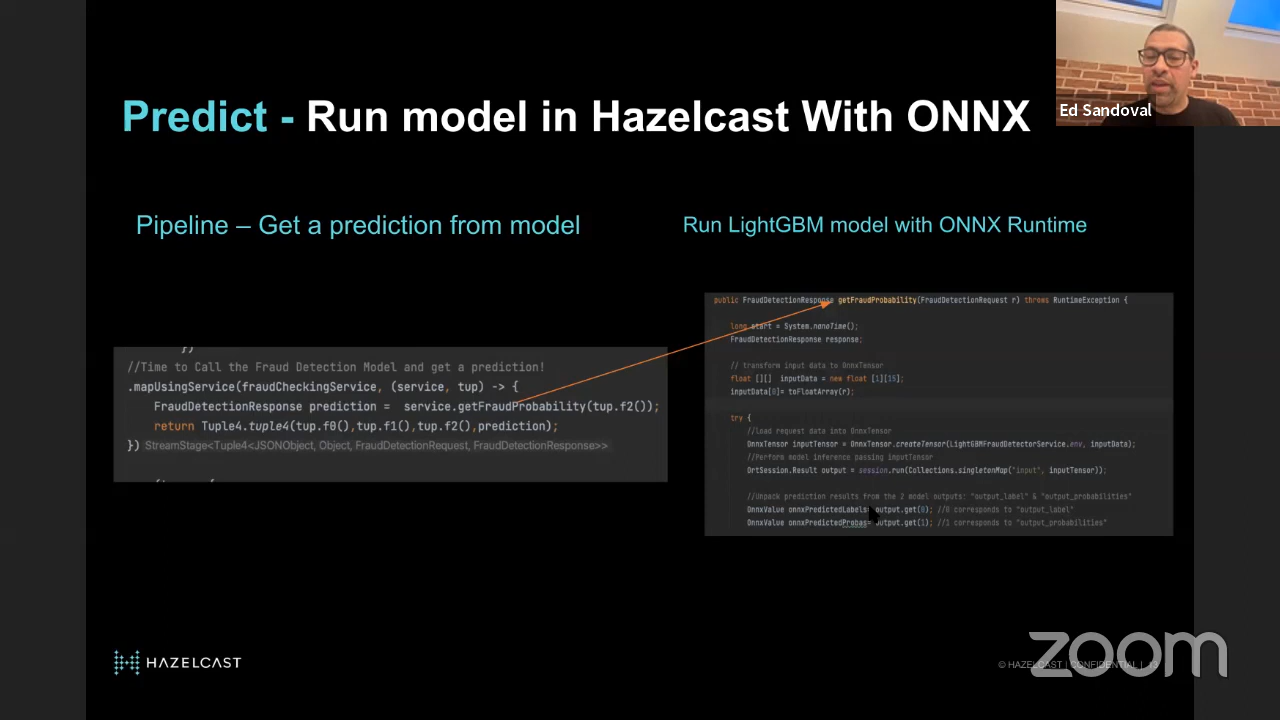 Predict - Run model in Hazelcast With ONNX
Ed Sandoval
Pipeline – Get a prediction from model
Run LightGBM model with ONNX Runtime
})
//Time to Call the Fraud Detection Model and get a prediction!
.mapUsingService(fraudCheckingService, (service, tup) -> {
FraudDetectionResponse prediction = service.getFraudProbability(tup.f2());
return Tuple4.tuple4(tup.f0(),tup.f1(),tup.f2(),prediction);
}) StreamStage<Tuple4<JSONObject, Object, FraudDetectionRequest, FraudDetectionResponse>>
public FraudDetectionResponse getFraudProbability(FraudDetectionRequest r) throws RuntimeException {
long start = System.nanoTime();
FraudDetectionResponse response;
// transform input data to OnnxTensor
float [][] inputData = new float [1][15];
inputData[0]= toFloatArray(r);
try {
//Load request data into OnnxTensor
OnnxTensor inputTensor = OnnxTensor.createTensor(LightGBMFraudDetectorService.env, inputData);
//Perform model inference passing inputTensor
OrtSession.Result output = session.run(Collections.singletonMap("input", inputTensor));
//Unpack prediction results from the 2 model outputs: "output_label" & "output_probabilities"
OnnxValue onnxPredictedLabels= output.get(0); //0 corresponds to "output_label"
OnnxValue onnxPredictedProbas= output.get(1); //1 corresponds to "output_probabilities"
HAZELCAST
© HAZELCAST | CONFIDENTIAL | 13
zoom